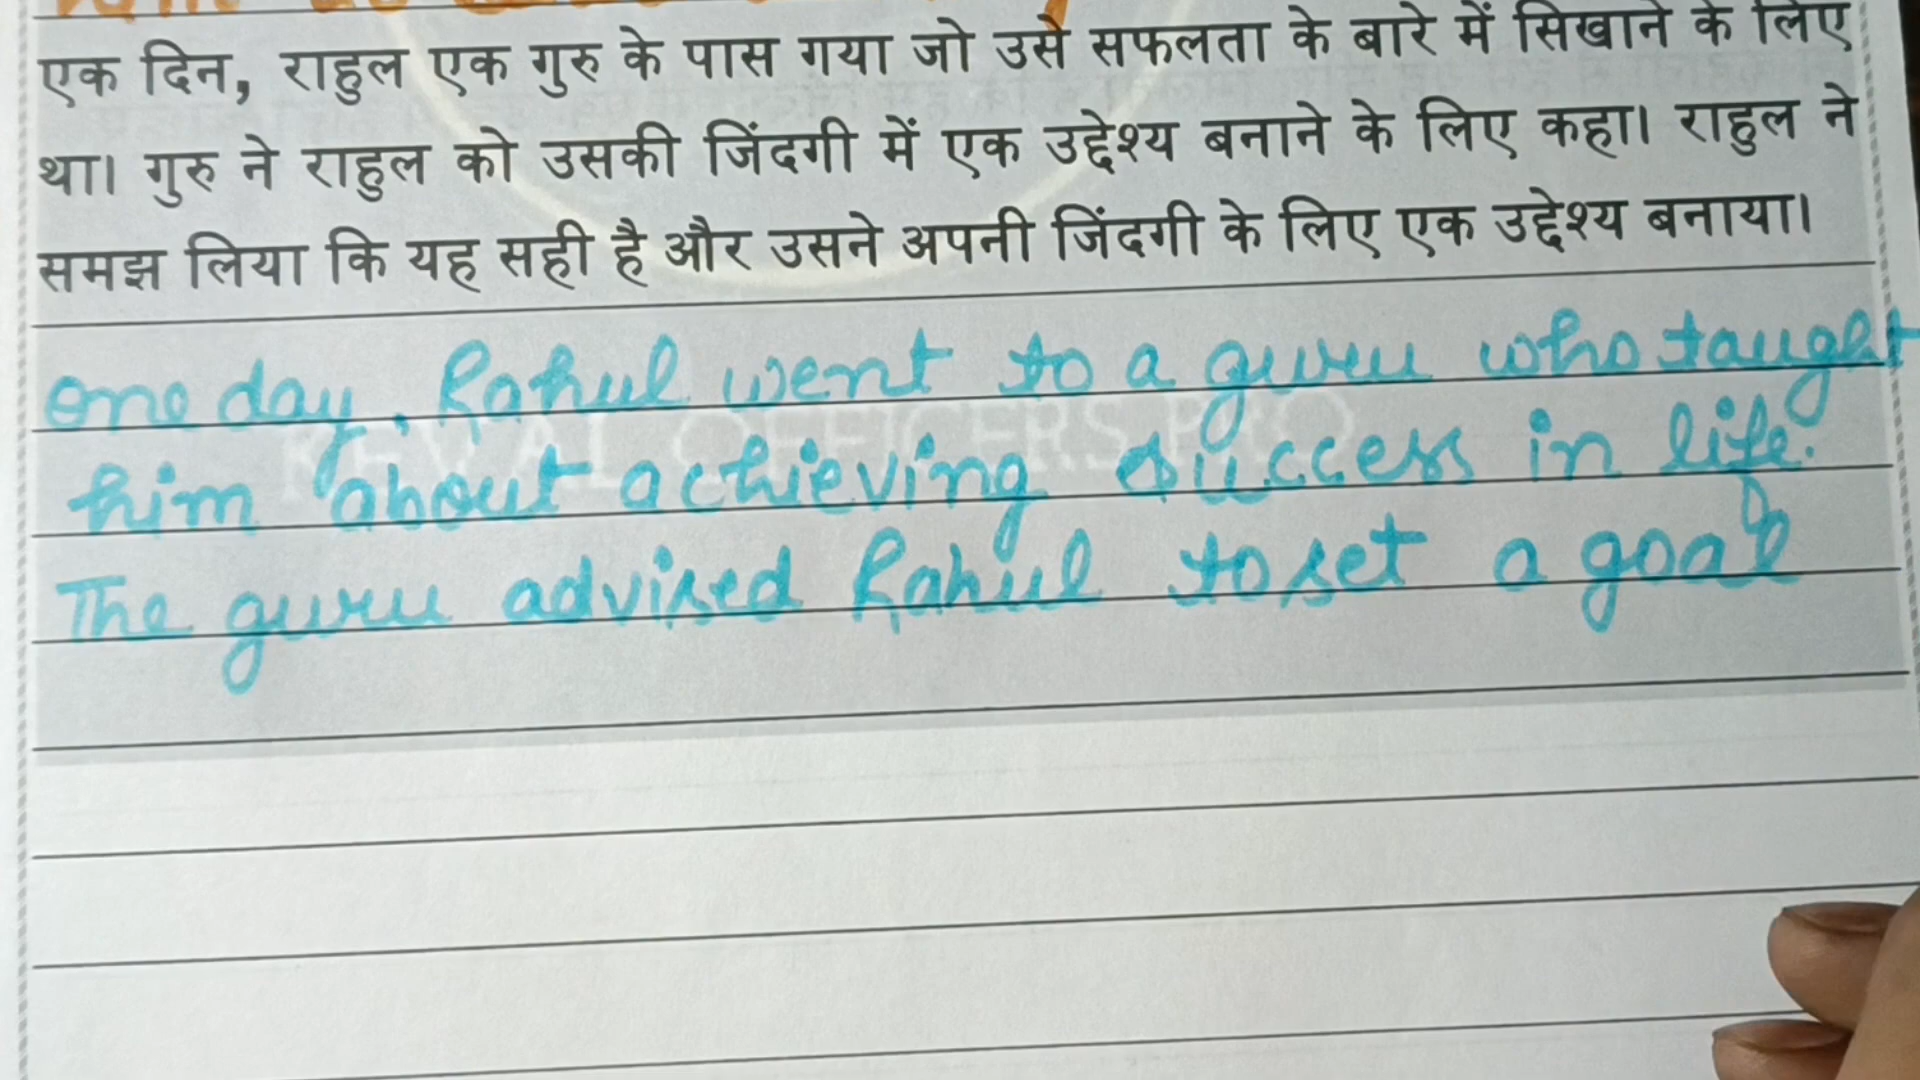 एक दिन, राहुल एक गुरु के पास गया जो उसे सफलता के बारे में सिखाने के लिए
था। गुरु ने राहुल को उसकी जिंदगी में एक उद्देश्य बनाने के लिए कहा। राहुल ने
समझ लिया कि यह सही है और उसने अपनी जिंदगी के लिए एक उद्देश्य बनाया।
one day, Rahul went to a guru who taught
him about achieving success in life.
The guru advised Rahul to set a goal